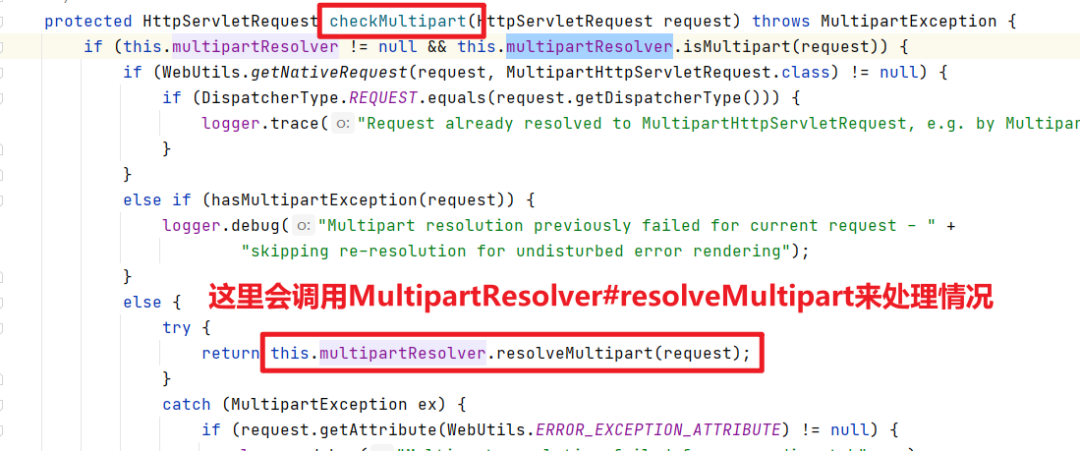 protected HttpServletRequest checkMultipart(HttpServletRequest request) throws MultipartException {
if (this.multipartResolver != null && this.multipartResolver.isMultipart(request)) {
if (WebUtils.getNativeRequest(request, MultipartHttpServletRequest.class) != null) {
if (DispatcherType.REQUEST.equals(request.getDispatcherType())) {
logger.trace( o: "Request already resolved to MultipartHttpServletRequest, e.g. by Multipar
}
}
else if (hasMultipartException(request)) {
logger.debug( o: "Multipart resolution previously failed for current request - " +
"skipping re-resolution for undisturbed error rendering");
}
else {
这里会调用MultipartResolver#resolveMultipart来处理情况
try {
return this.multipartResolver.resolveMultipart(request);
}
catch (MultipartException ex) {
if (request.getAttribute(WebUtils.ERROR_EXCEPTION_ATTRIBUTE) != null) {